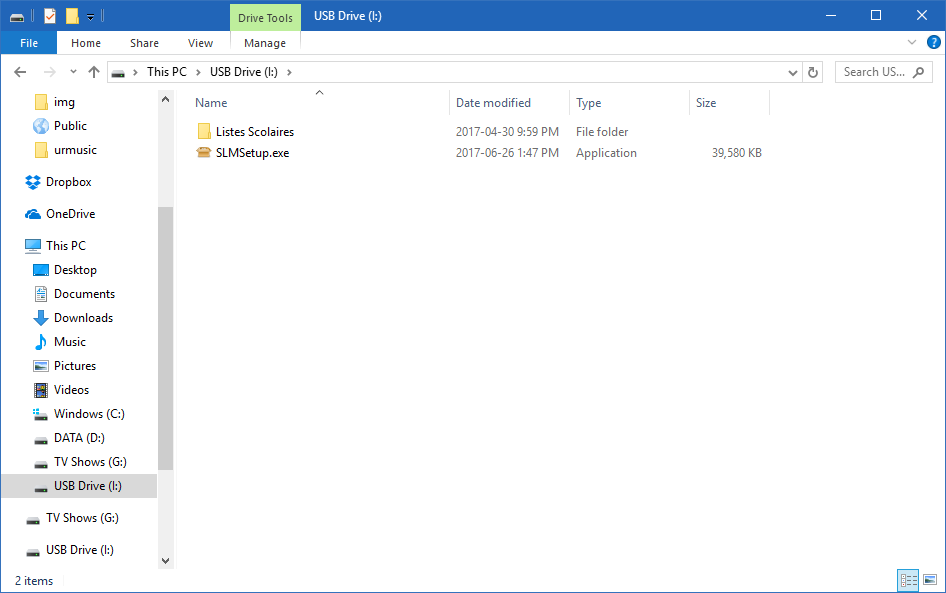 Drive Tools USB Drive (I:)
File Home Share View Manage
This PC > USB Drive (I:) > Search US...
Name Date modified Type Size
Listes Scolaires 2017-04-30 9:59 PM File folder
SLMSetup.exe 2017-06-26 1:47 PM Application 39,580 KB
img
Public
urmusic
Dropbox
OneDrive
This PC
Desktop
Documents
Downloads
Music
Pictures
Videos
Windows (C:)
DATA (D:)
TV Shows (G:)
USB Drive (I:)
TV Shows (G:)
USB Drive (I:)
2 items